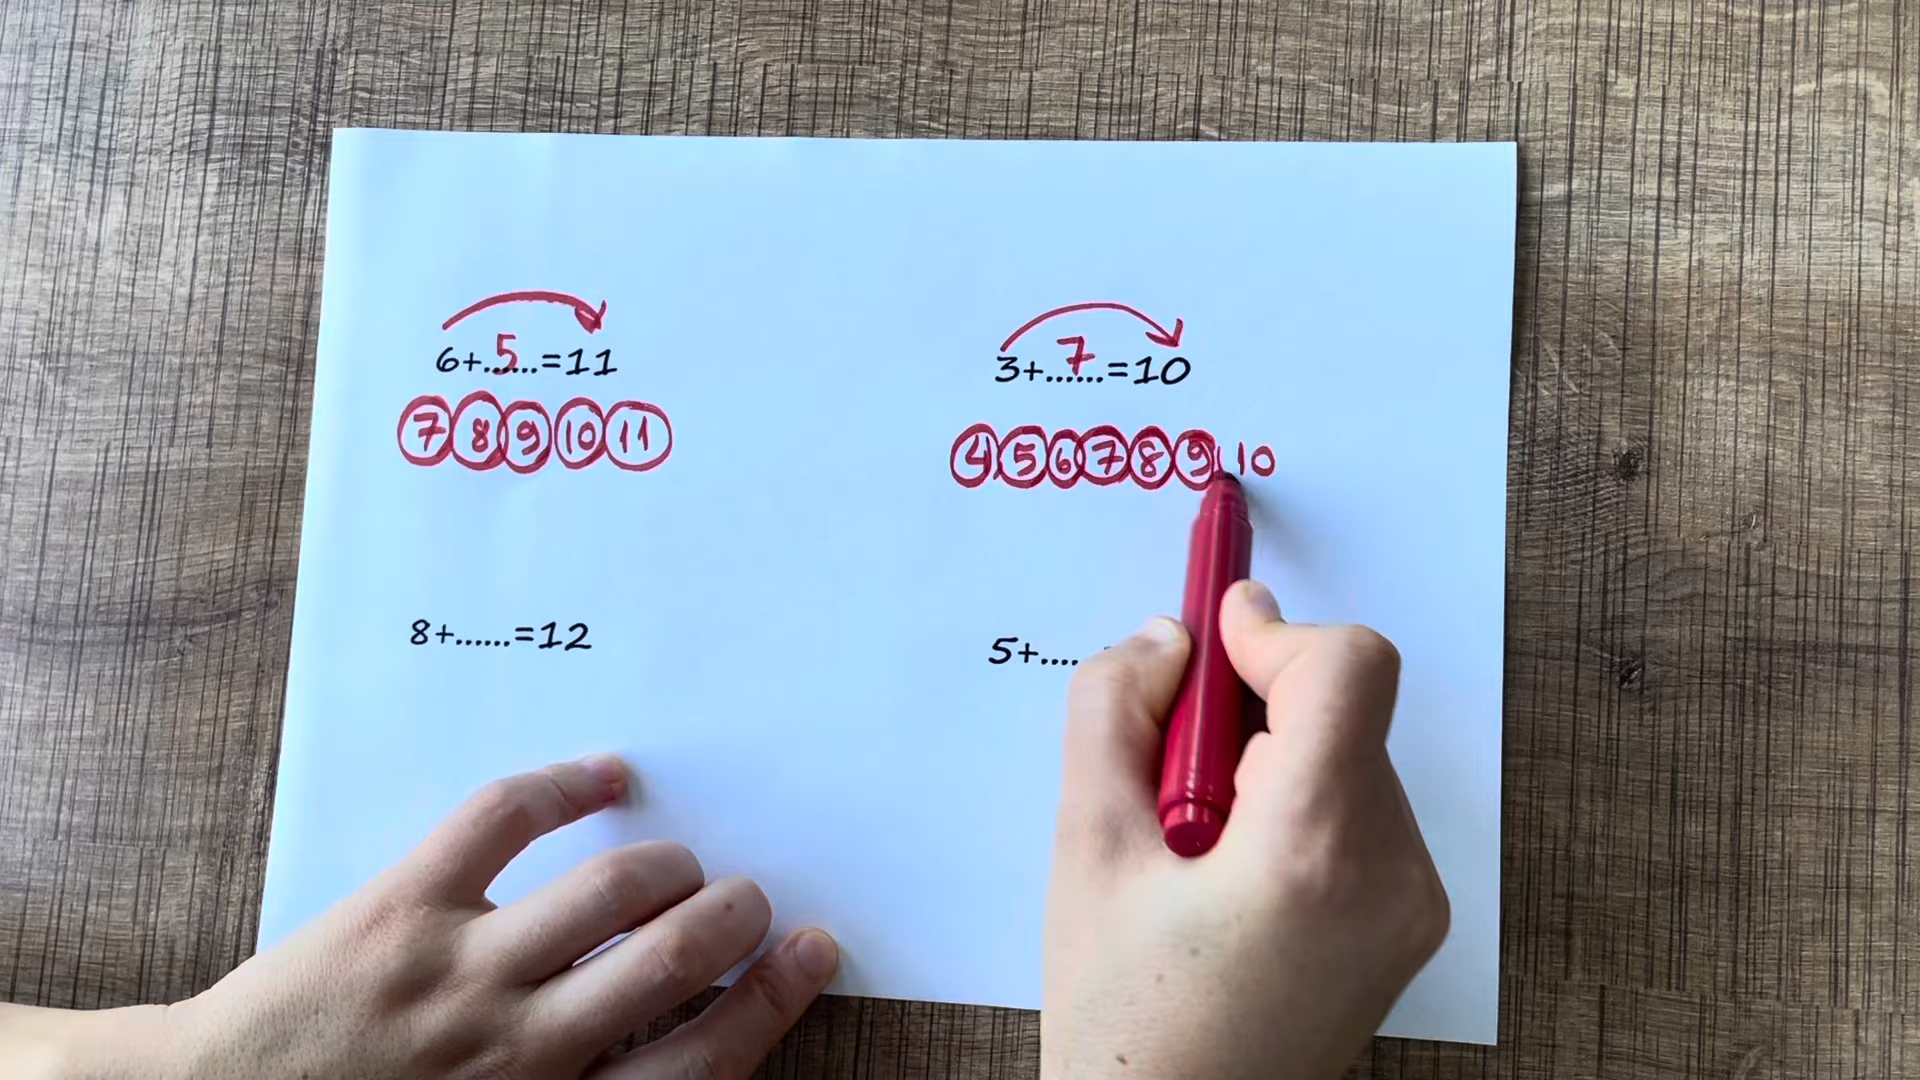 6+..5...=11
7 8 9 10 11
3+..7...=10
4 5 6 7 8 9 10
8+......=12
5+....